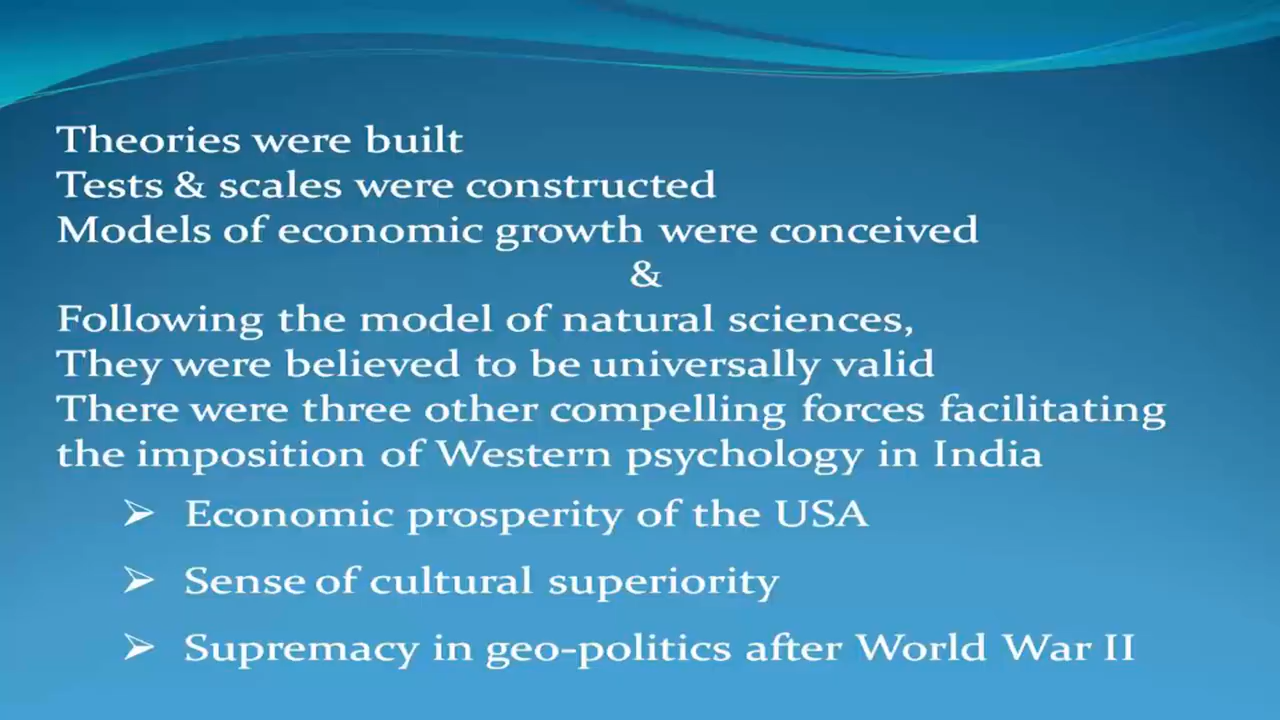 Theories were built
Tests & scales were constructed
Models of economic growth were conceived
&
Following the model of natural sciences,
They were believed to be universally valid
There were three other compelling forces facilitating
the imposition of Western psychology in India
➢ Economic prosperity of the USA
➢ Sense of cultural superiority
➢ Supremacy in geo-politics after World War II